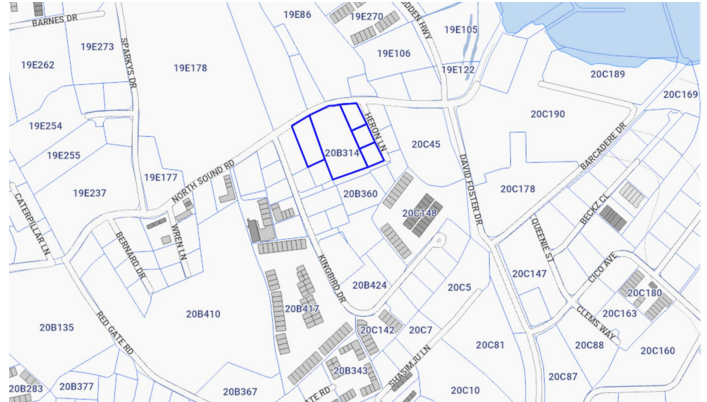 BARNES DR
19E86
19E270
19E105
19E273
19E106
19E262
19E178
SPARKYS DR
19E122
20C189
20C169
20C190
HERON LN
19E254
20C45
BARCADERE DR
20B314
19E255
NORTH SOUND RD
19E177
DAVID FOSTER DR
20C178
19E237
20B360
BECKZ CL
CATERPILLAR LN
20C148
WREN LN
QUEENIE ST
BERNARD DR
KINGBIRD DR
CICO AVE
20C147
20B424
20C5
20C180
20B410
20B417
20C163
CLEMS WAY
RED GATE RD
20B135
20C142
20C7
20C81
20C88
20C160
SHASIMJU LN
20B343
20C87
20B283
20B377
20B367
ATE RD
20C10